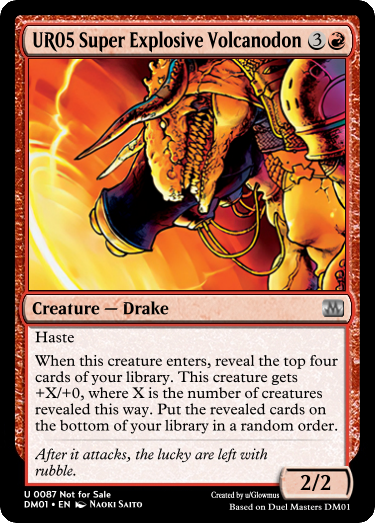 UR05 Super Explosive Volcanodon 3
Creature — Drake
Haste
When this creature enters, reveal the top four
cards of your library. This creature gets
+X/+0, where X is the number of creatures
revealed this way. Put the revealed cards on
the bottom of your library in a random order.
After it attacks, the lucky are left with
rubble.
2/2
U 0087 Not for Sale
Created by u/Glowmus
DM01 • EN NAOKI SAITO
Based on Duel Masters DM01